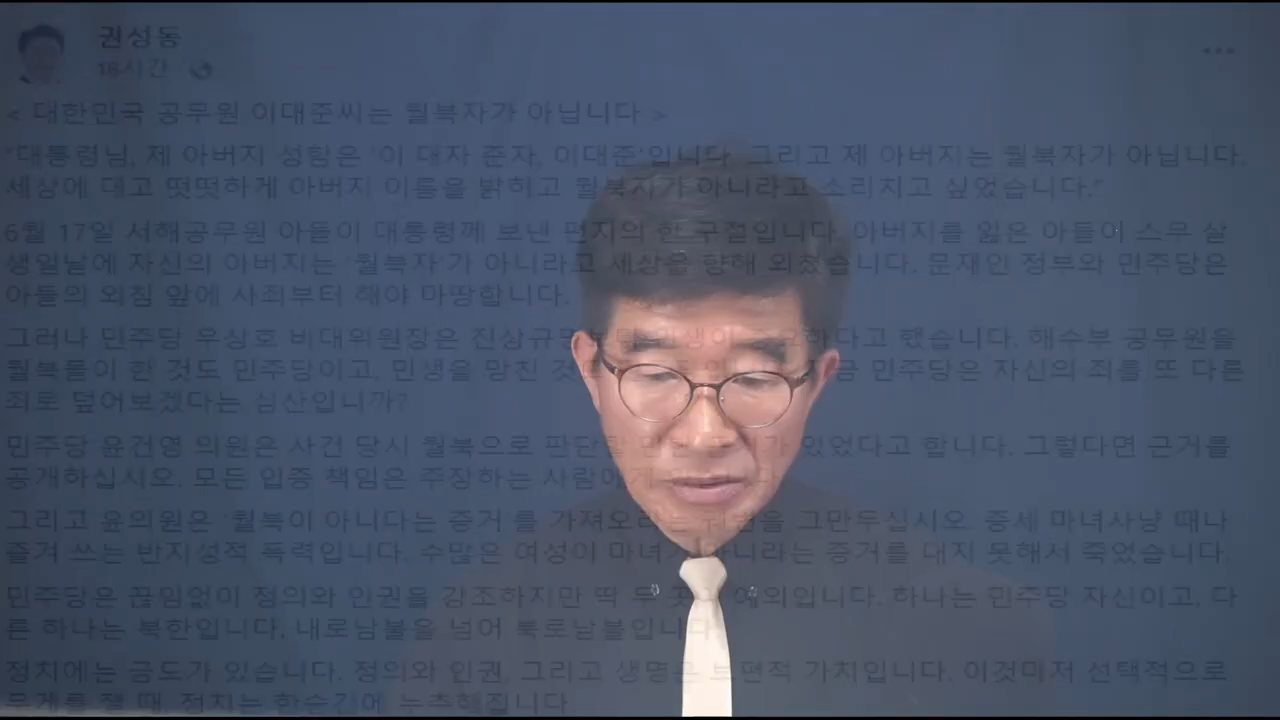 권성동
18시간
< 대한민국 공무원 이대준씨는 월북자가 아닙니다 >
"대통령님, 제 아버지 성함은 '이 대자 준자, 이대준'입니다. 그리고 제 아버지는 월북자가 아닙니다.
세상에 대고 떳떳하게 아버지 이름을 밝히고 월북자가 아니라고 소리치고 싶었습니다."
6월 17일 서해공무원 아들이 대통령께 보낸 편지의 한 구절입니다. 아버지를 잃은 아들이 스무 살
생일날에 자신의 아버지는 '월북자'가 아니라고 세상을 향해 외쳤습니다. 문재인 정부와 민주당은
아들의 외침 앞에 사죄부터 해야 마땅합니다.
그러나 민주당 우상호 비대위원장은 했습니다. 해수부 공무원을
월북몰이 한 것도 민주당이고, 민생을 망친 민주당은 자신의 죄를 또 다른
죄로 덮어보겠다는 심산입니까?
민주당 윤건영 의원은 사건 당시 월북으로 판단할 있었다고 합니다. 그렇다면 근거를
공개하십시오. 모든 입증 책임은 주장하는
그리고 윤의원은 '월북이 아니다는 증거'를 그만두십시오. 중세 마녀사냥 때나
즐겨 쓰는 반지성적 독력입니다. 수많은 여성이 마녀가 아니라는 증거를 대지 못해서 죽었습니다.
민주당은 끊임없이 정의와 인권을 강조하지만 딱 두 예외입니다. 하나는 민주당 자신이고, 다
른 하나는 북한입니다. 내로남불을 넘어 북로남불입니다.
정치에는 금도가 있습니다. 정의와 인권, 그리고 생명은 보편적 가치입니다. 이것마저 선택적으로
무게를 잴 때, 정치는 한순간에 누추해집니다.